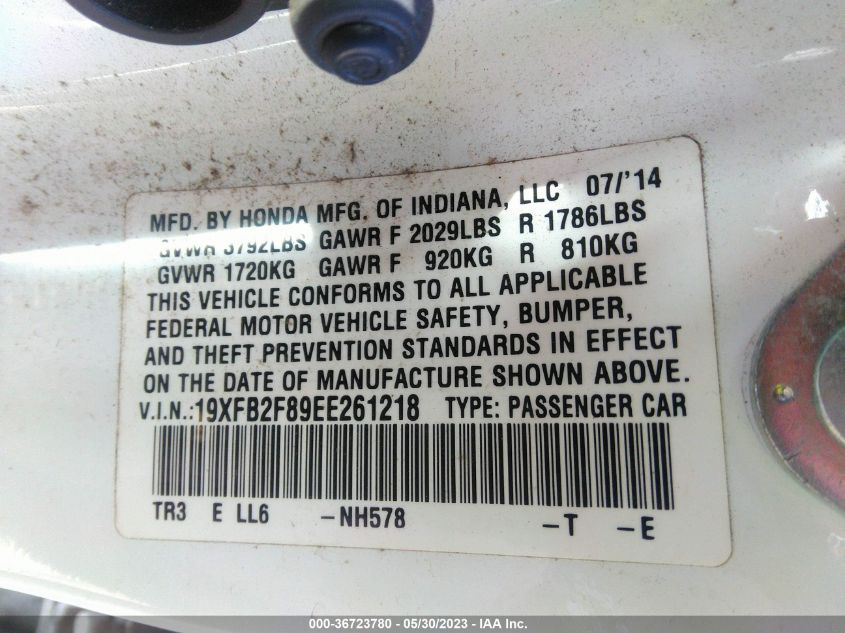 MFD. BY HONDA MFG. OF INDIANA, LLC 07/'14
GVWR 3792LBS GAWR F 2029LBS R 1786LBS
GVWR 1720KG GAWR F 920KG R 810KG
THIS VEHICLE CONFORMS TO ALL APPLICABLE
FEDERAL MOTOR VEHICLE SAFETY, BUMPER,
AND THEFT PREVENTION STANDARDS IN EFFECT
ON THE DATE OF MANUFACTURE SHOWN ABOVE.
V.I.N.:19XFB2F89EE261218 TYPE: PASSENGER CAR
TR3 E LL6 -NH578 -T -E
000-36723780 - 05/30/2023 - IAA Inc.